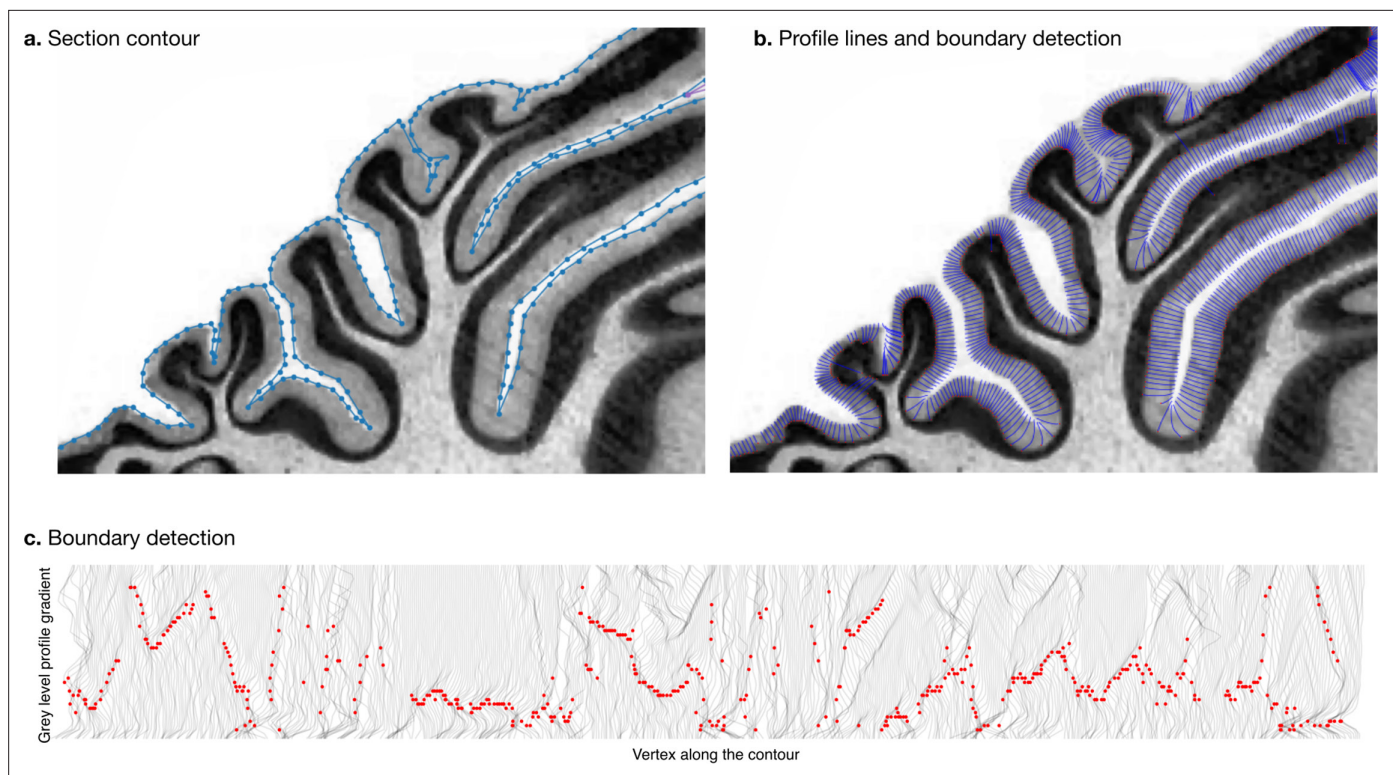 a. Section contour
b. Profile lines and boundary detection
c. Boundary detection
Grey level profile gradient
Vertex along the contour